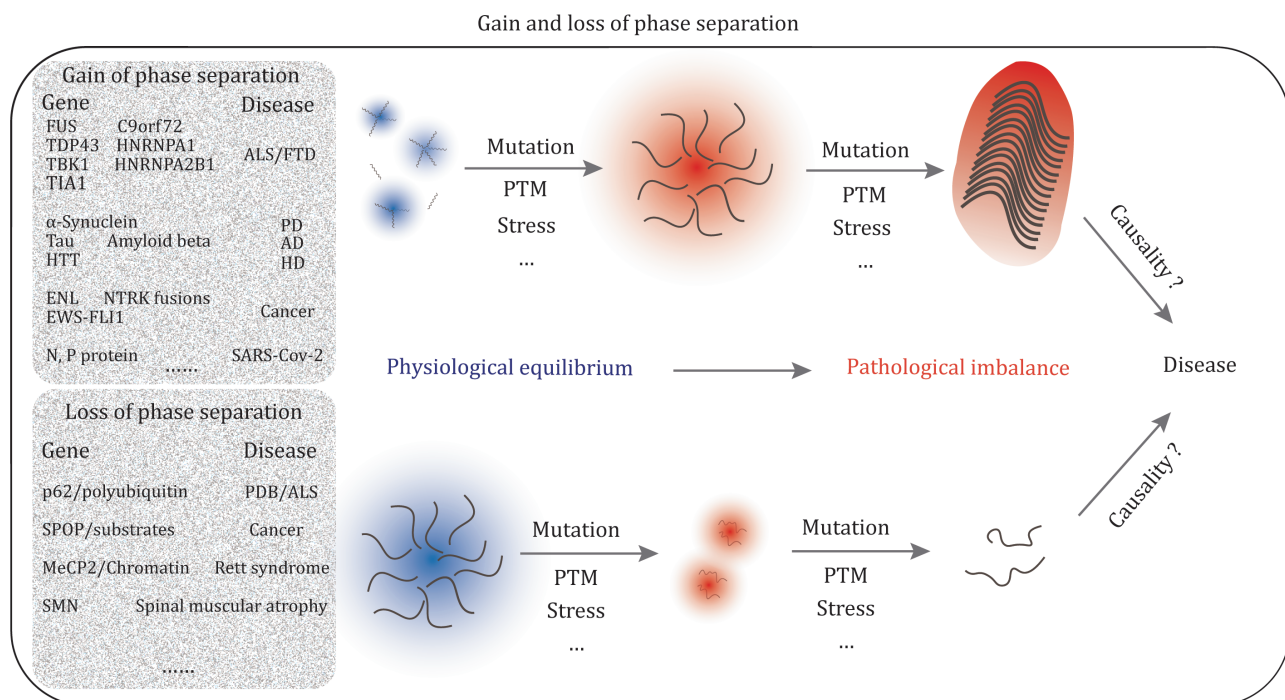 Gain and loss of phase separation
Gain of phase separation
Gene Disease
FUS C9orf72
TDP43 HNRNPA1
ALS/FTD
TBK1 HNRNPA2B1
TIA1
α-Synuclein PD
Tau Amyloid beta AD
HTT HD
ENL NTRK fusions
Cancer
EWS-FLI1
N, P protein SARS-Cov-2
......
Mutation
PTM
Stress
...
Mutation
PTM
Stress
...
Causality ?
Physiological equilibrium
Pathological imbalance
Disease
Loss of phase separation
Gene Disease
p62/polyubiquitin PDB/ALS
SPOP/substrates Cancer
MeCP2/Chromatin Rett syndrome
SMN Spinal muscular atrophy
......
Mutation
PTM
Stress
...
Mutation
PTM
Stress
...
Causality ?